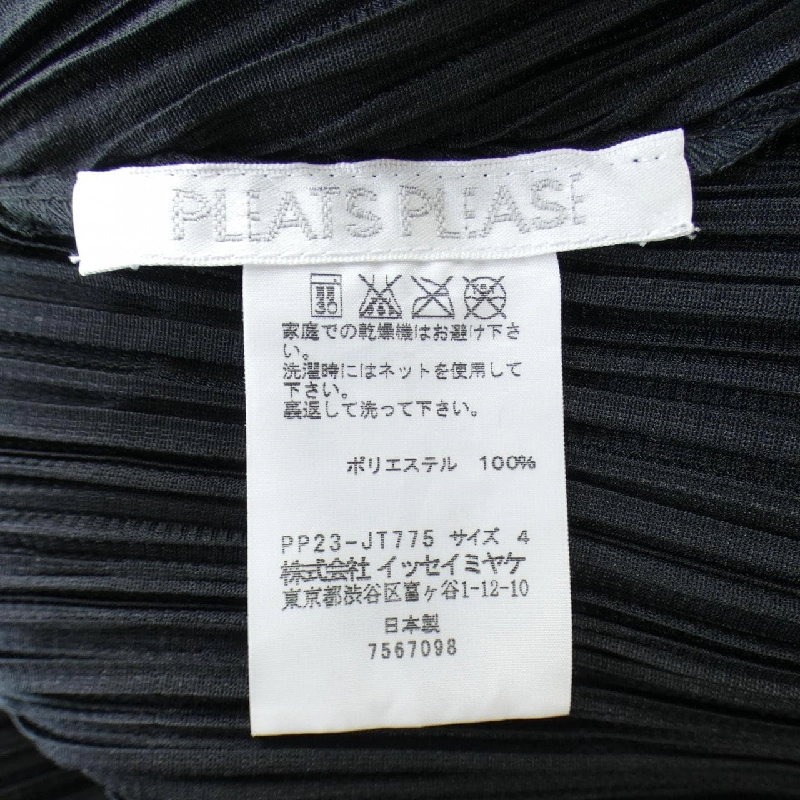 PLEATS PLEASE
30
家庭での乾燥機はお避け下さ
い。
洗濯時にはネットを使用して
下さい。
裏返して洗って下さい。
ポリエステル 100%
PP23-JT775 サイズ 4
株式会社 イッセイミヤケ
東京都渋谷区富ヶ谷1-12-10
日本製
7567098